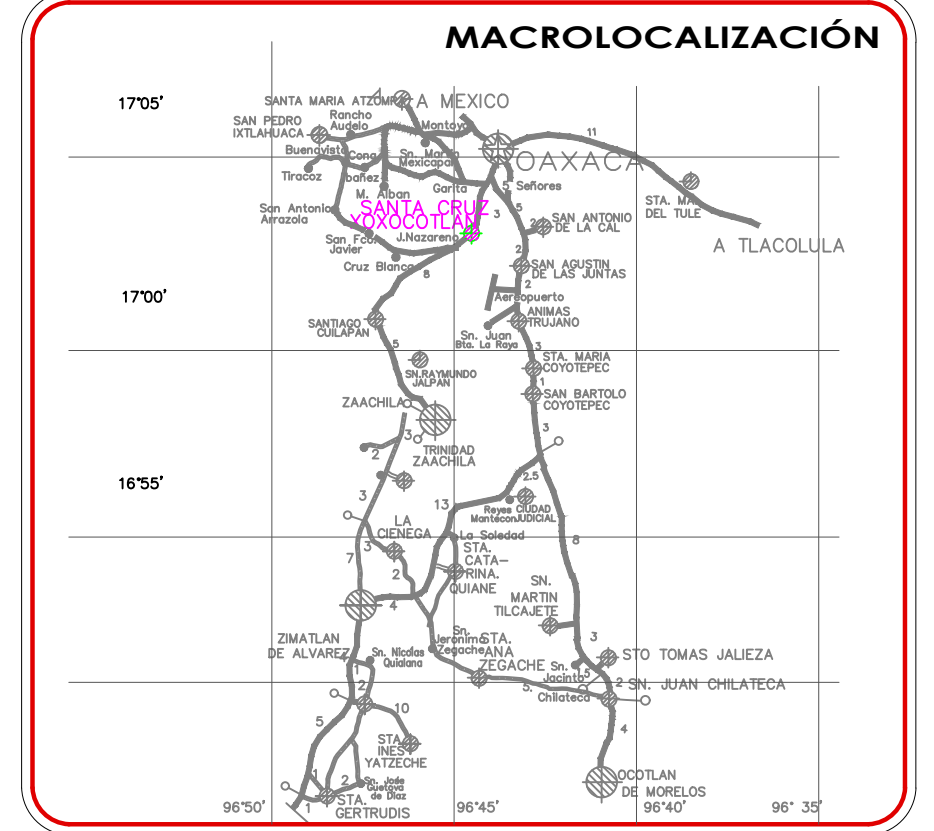 MACROLOCALIZACIÓN
17°05'
SANTA MARIA ATZOMPA
A MEXICO
SAN PEDRO
IXTLAHUACA
Rancho
Audelo
Montoya
11
Buenavista
Cong
Ibañez
Sn. Martin
Mexicapan
OAXACA
Tiracoz
M. Alban
Garita
5
Señores
STA. MA.
DEL TULE
San Antonio
Arrazola
SANTA CRUZ
XOXOCOTLAN
3
5
2
SAN ANTONIO
DE LA CAL
A TLACOLULA
San Fco.
Javier
J.Nazareno
Cruz Blanca
8
2
SAN AGUSTIN
DE LAS JUNTAS
2
17°00'
Aereopuerto
SANTIAGO
CUILAPAN
ANIMAS
TRUJANO
5
Sn. Juan
Bta. La Raya
3
SN.RAYMUNDO
JALPAN
STA. MARIA
COYOTEPEC
1
ZAACHILA
SAN BARTOLO
COYOTEPEC
3
2
3
TRINIDAD
ZAACHILA
16°55'
3
2.5
13
Reyes
Mantecon
CIUDAD
JUDICIAL
LA
CIENEGA
La Soledad
7
3
2
STA.
CATA-
RINA.
QUIANE
8
4
SN.
MARTIN
TILCAJETE
ZIMATLAN
DE ALVAREZ
4
Sn. Nicolas
Quialana
Sn.
Jeronimo
Zegache
STA.
ANA
ZEGACHE
3
STO TOMAS JALIEZA
1
2
Sn.
Jacinto
Chilateca
5
2
SN. JUAN CHILATECA
5.
5
10
4
STA
INES
YATZECHE
1
2
1
Sn. Jose
Guetova
de Diaz
STA.
GERTRUDIS
OCOTLAN
DE MORELOS
96°50'
96°45'
96°40'
96° 35'